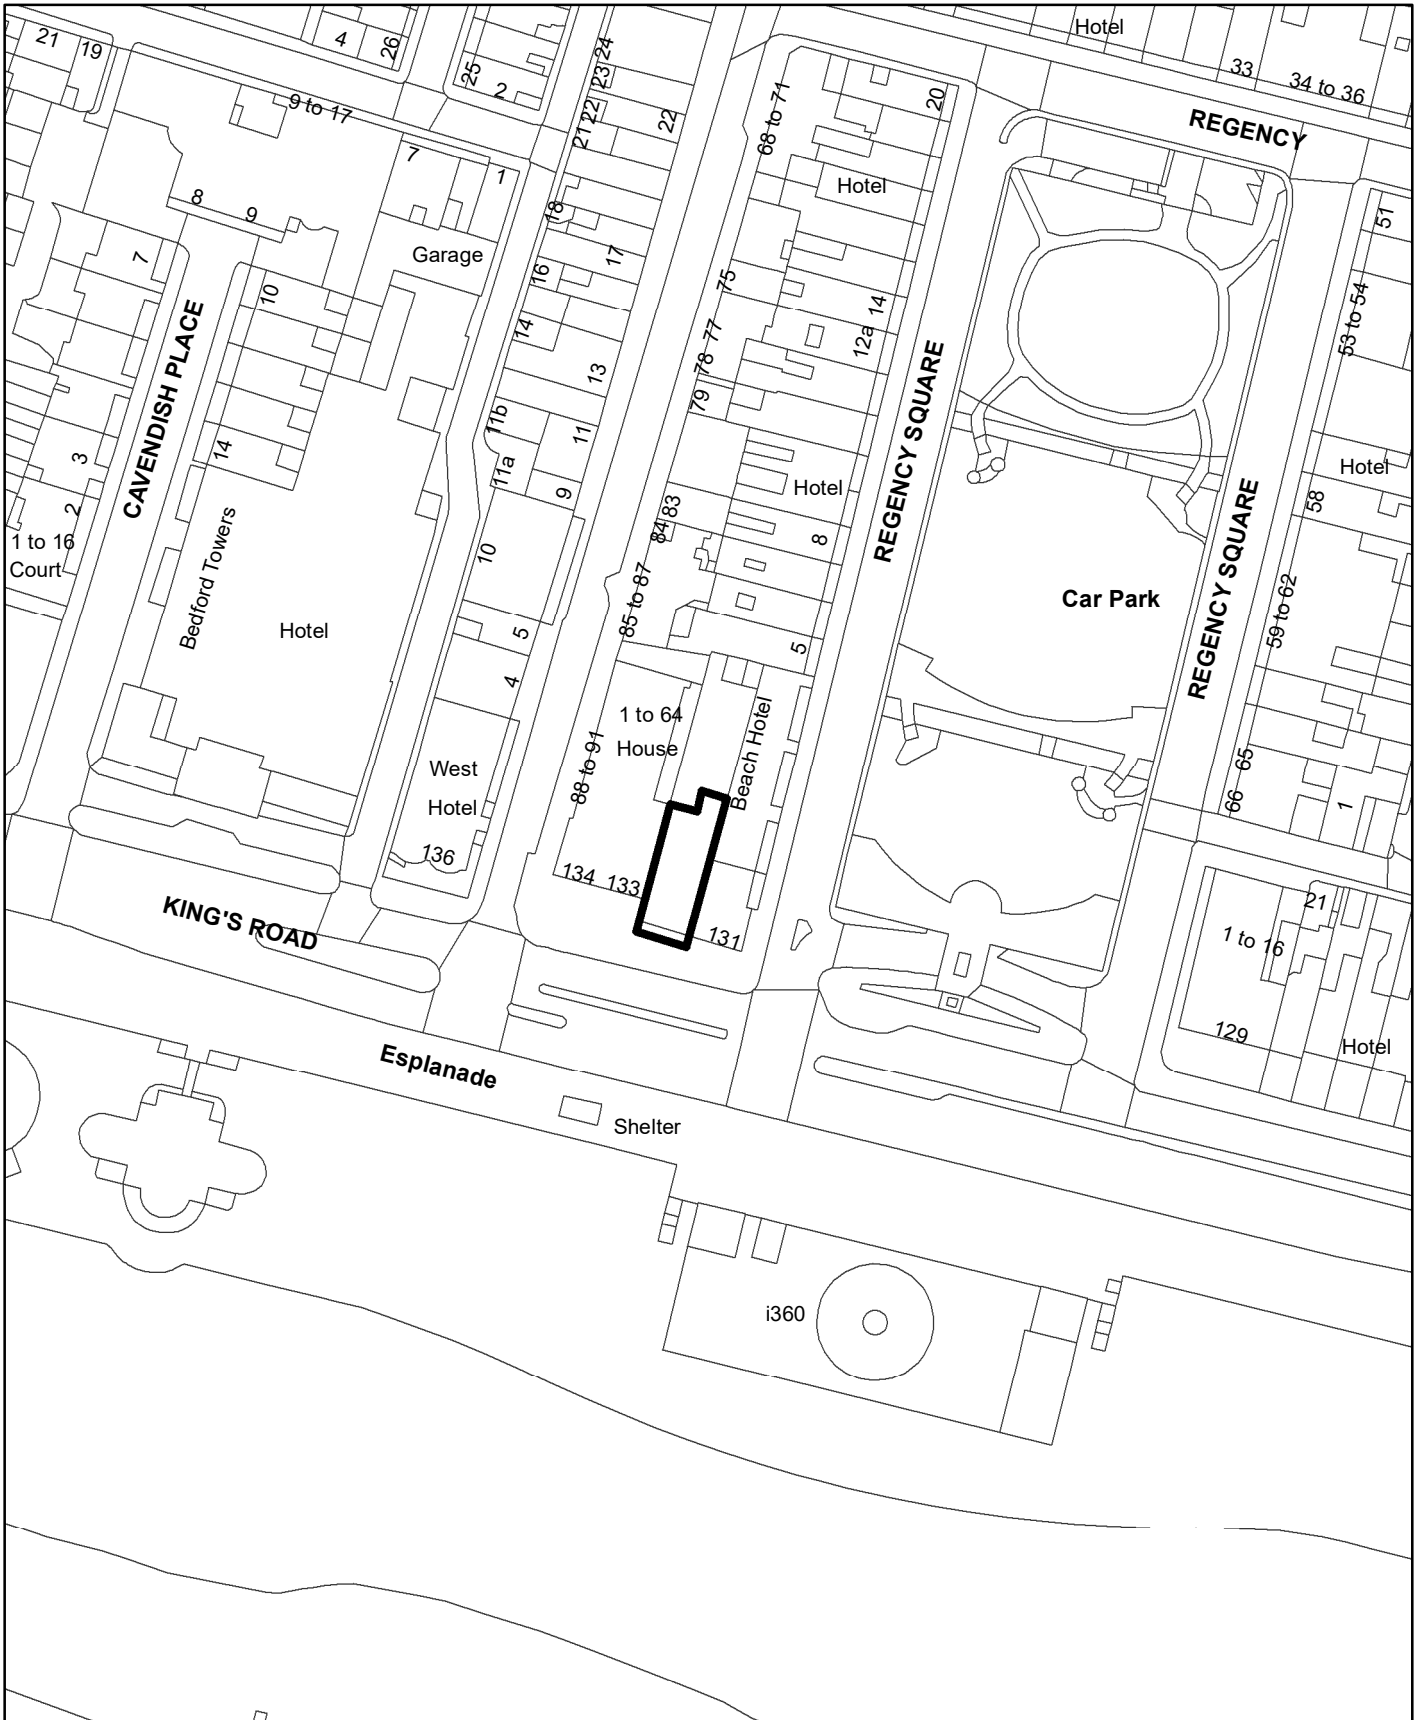 Hotel
21
19
4
26
25
2
24
23
22
21
22
9 to 17
33
34 to 36
REGENCY
68 to 71
20
7
1
8
9
Hotel
18
17
51
Garage
7
16
10
75
14
14
12a
53 to 54
77
78
13
79
CAVENDISH PLACE
REGENCY SQUARE
11b
11
14
3
11a
9
Hotel
Hotel
58
2
83
84
8
1 to 16
Court
10
Bedford Towers
REGENCY SQUARE
85 to 87
Car Park
59 to 62
Hotel
5
5
4
1 to 64
House
Beach Hotel
88 to 91
West
Hotel
65
66
1
136
134
133
131
KING'S ROAD
21
1 to 16
129
Hotel
Esplanade
Shelter
i360